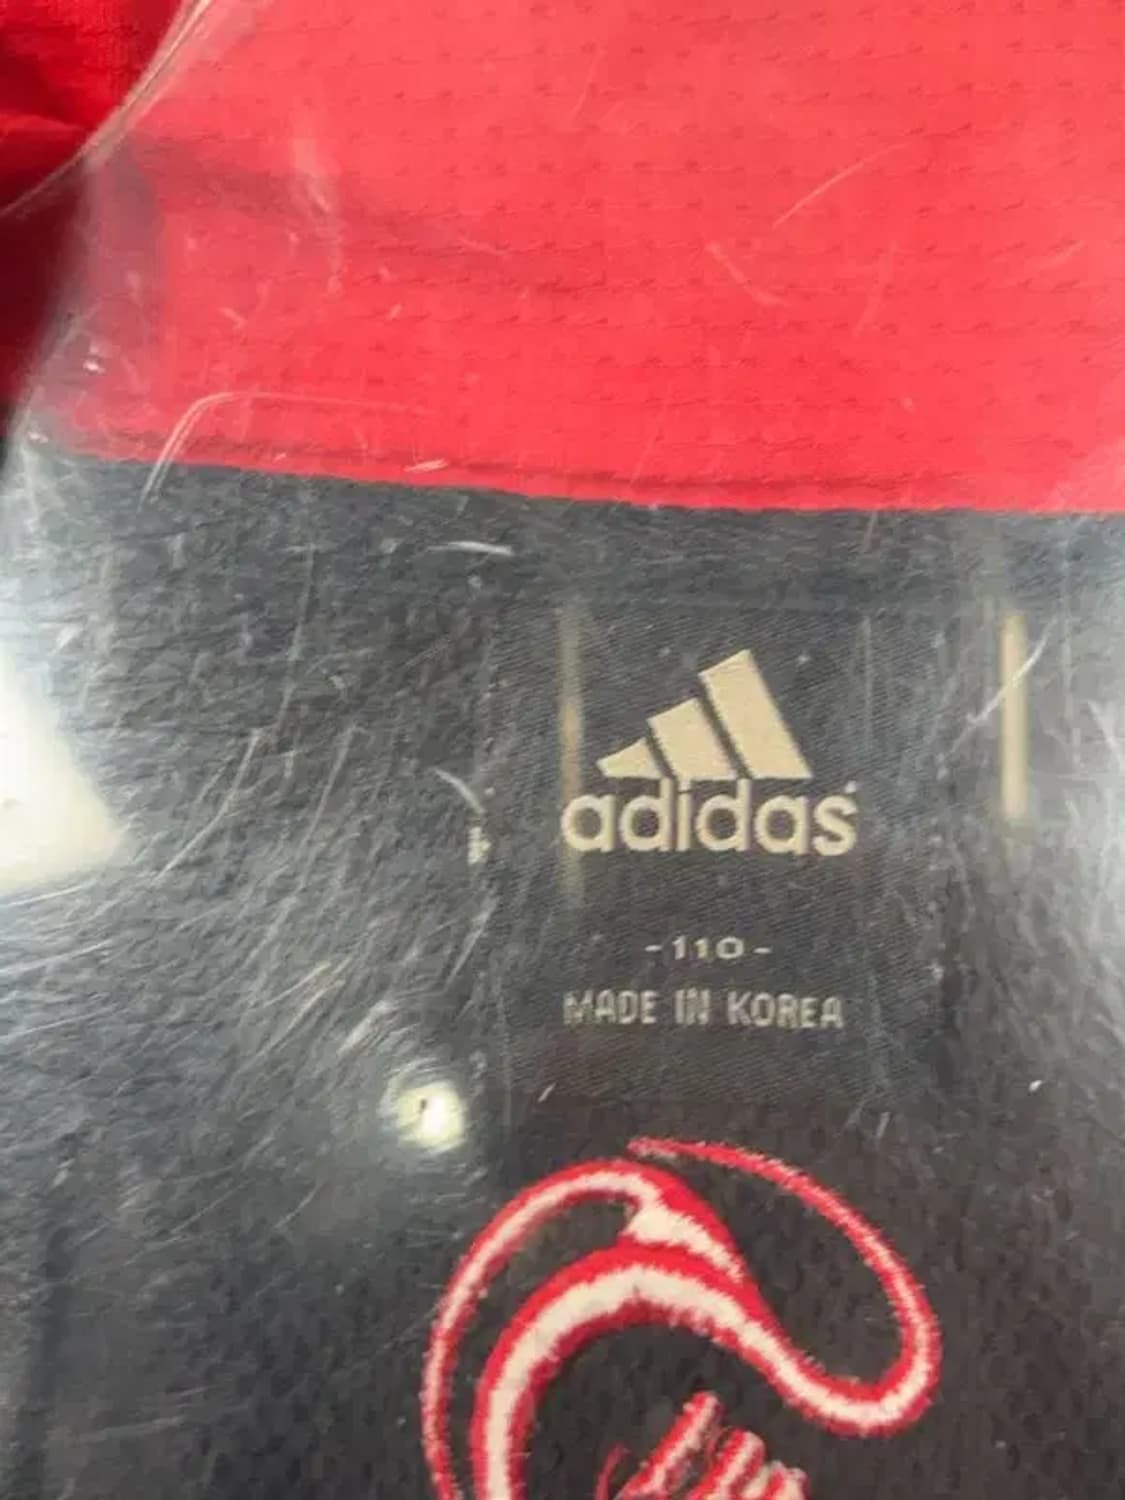 adidas
-110-
MADE IN KOREA